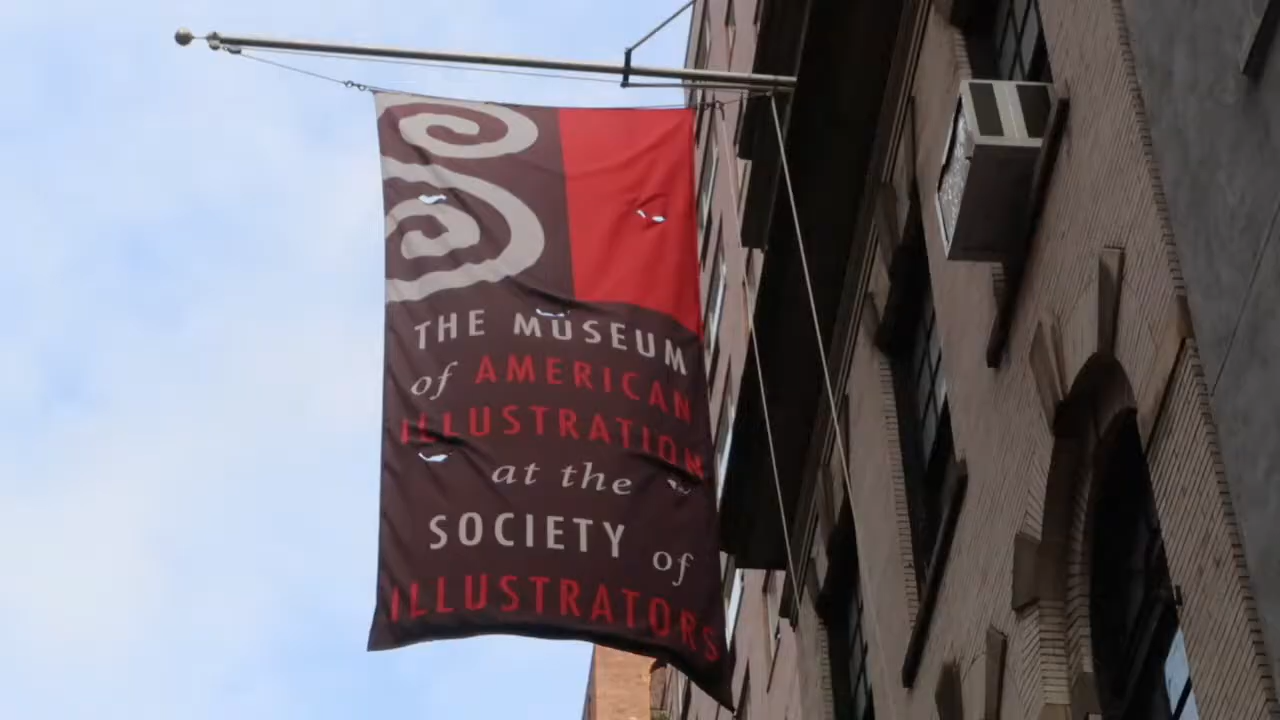 THE MUSEUM
of AMERICAN
ILLUSTRATION
at the
SOCIETY of
ILLUSTRATORS